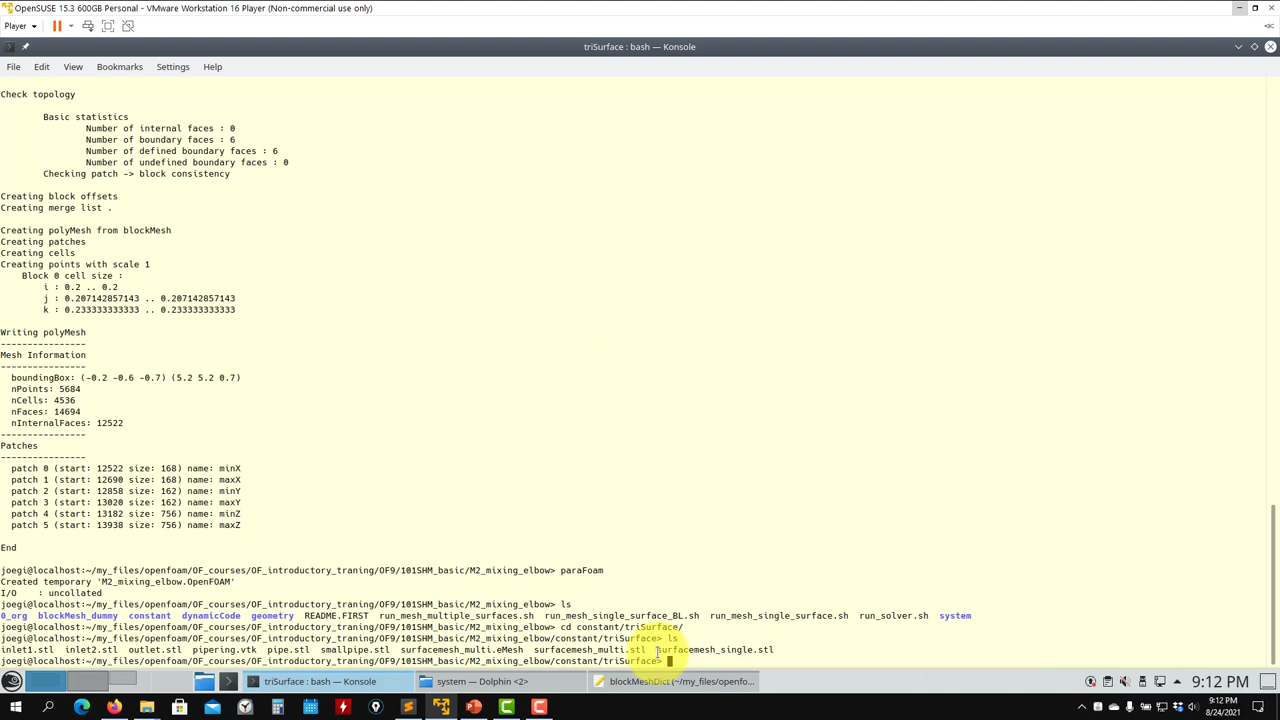 OpenSUSE 15.3 600GB Personal - VMware Workstation 16 Player (Non-commercial use only)
Player
triSurface : bash — Konsole
File Edit View Bookmarks Settings Help
Check topology
Basic statistics
Number of internal faces : 0
Number of boundary faces : 6
Number of defined boundary faces : 6
Number of undefined boundary faces : 0
Checking patch -> block consistency
Creating block offsets
Creating merge list .
Creating polyMesh from blockMesh
Creating patches
Creating cells
Creating points with scale 1
Block 0 cell size :
i : 0.2 .. 0.2
j : 0.207142857143 .. 0.207142857143
k : 0.233333333333 .. 0.233333333333
Writing polyMesh
----------------
Mesh Information
----------------
boundingBox: (-0.2 -0.6 -0.7) (5.2 5.2 0.7)
nPoints: 5684
nCells: 4536
nFaces: 14694
nInternalFaces: 12522
----------------
Patches
----------------
patch 0 (start: 12522 size: 168) name: minX
patch 1 (start: 12690 size: 168) name: maxX
patch 2 (start: 12858 size: 162) name: minY
patch 3 (start: 13020 size: 162) name: maxY
patch 4 (start: 13182 size: 756) name: minZ
patch 5 (start: 13938 size: 756) name: maxZ
End
joegi@localhost:~/my_files/openfoam/OF_courses/OF_introductory_traning/OF9/101SHM_basic/M2_mixing_elbow> paraFoam
Created temporary 'M2_mixing_elbow.OpenFOAM'
I/O : uncollated
joegi@localhost:~/my_files/openfoam/OF_courses/OF_introductory_traning/OF9/101SHM_basic/M2_mixing_elbow> ls
0_org blockMesh_dummy constant dynamicCode geometry README.FIRST run_mesh_multiple_surfaces.sh run_mesh_single_surface_BL.sh run_mesh_single_surface.sh run_solver.sh system
joegi@localhost:~/my_files/openfoam/OF_courses/OF_introductory_traning/OF9/101SHM_basic/M2_mixing_elbow> cd constant/triSurface/
joegi@localhost:~/my_files/openfoam/OF_courses/OF_introductory_traning/OF9/101SHM_basic/M2_mixing_elbow/constant/triSurface> ls
inlet1.stl inlet2.stl outlet.stl pipering.vtk pipe.stl smallpipe.stl surfacemesh_multi.eMesh surfacemesh_multi.stl surfacemesh_single.stl
joegi@localhost:~/my_files/openfoam/OF_courses/OF_introductory_traning/OF9/101SHM_basic/M2_mixing_elbow/constant/triSurface>
triSurface : bash — Konsole system — Dolphin <2> blockMeshDict (~/my_files/openfo... 9:12 PM
9:12 PM
8/24/2021